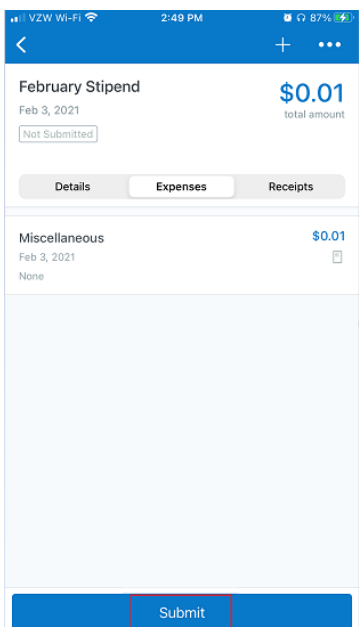 VZW Wi-Fi 2:49 PM 87%
February Stipend $0.01
Feb 3, 2021 total amount
Not Submitted
Details Expenses Receipts
Miscellaneous $0.01
Feb 3, 2021
None
Submit